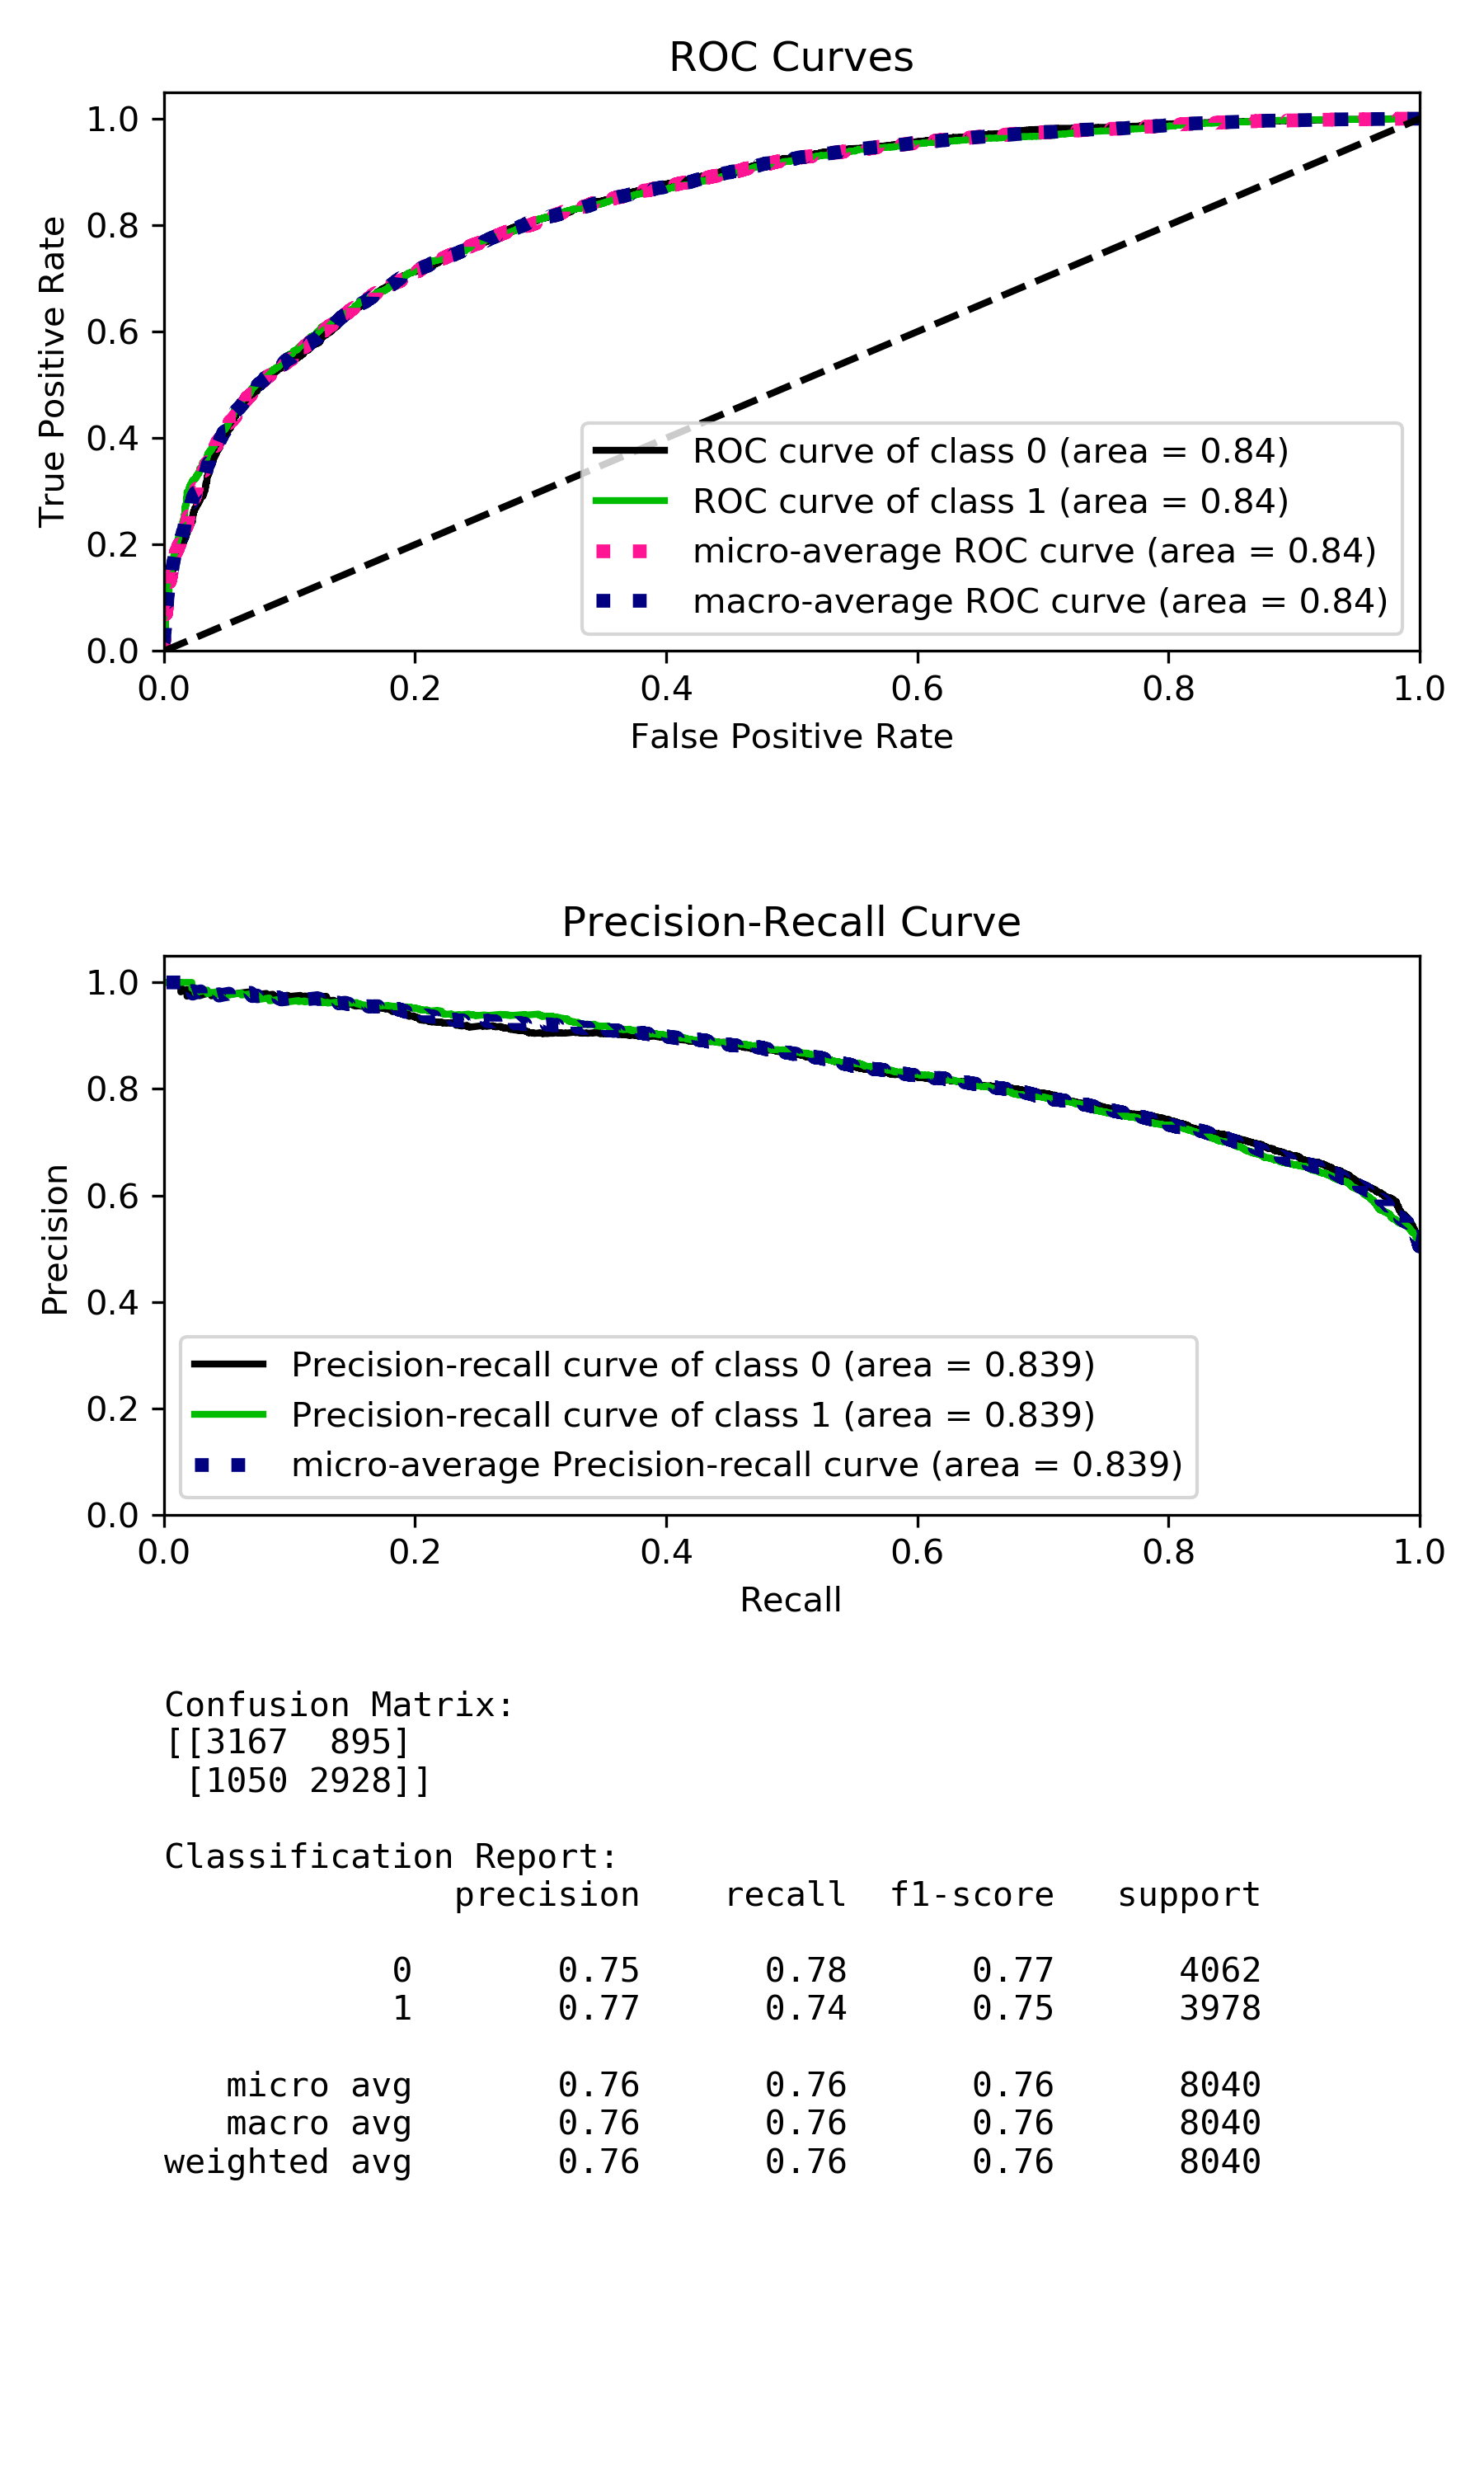 ROC Curves
1.0
0.8
0.6
0.4
0.2
0.0
True Positive Rate
ROC curve of class 0 (area = 0.84)
ROC curve of class 1 (area = 0.84)
micro-average ROC curve (area = 0.84)
macro-average ROC curve (area = 0.84)
0.0 0.2 0.4 0.6 0.8 1.0
False Positive Rate
Precision-Recall Curve
1.0
0.8
0.6
0.4
0.2
0.0
Precision
Precision-recall curve of class 0 (area = 0.839)
Precision-recall curve of class 1 (area = 0.839)
micro-average Precision-recall curve (area = 0.839)
0.0 0.2 0.4 0.6 0.8 1.0
Recall
Confusion Matrix:
[[3167  895]
 [1050 2928]]
Classification Report:
precision recall f1-score support
0 0.75 0.78 0.77 4062
1 0.77 0.74 0.75 3978
micro avg 0.76 0.76 0.76 8040
macro avg 0.76 0.76 0.76 8040
weighted avg 0.76 0.76 0.76 8040